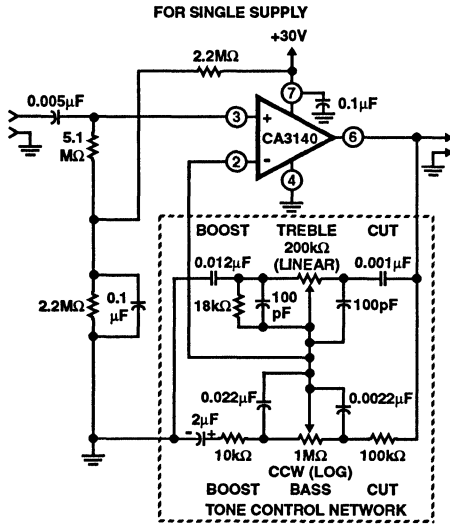 FOR SINGLE SUPPLY
+30V
2.2MΩ
7
0.005µF
0.1µF
3
+
CA3140
6
5.1
MΩ
2
-
4
BOOST TREBLE CUT
200kΩ
(LINEAR)
0.012µF
0.001µF
18kΩ
100
pF
100pF
2.2MΩ
0.1
µF
0.022µF
0.0022µF
2µF
- +
10kΩ
1MΩ
100kΩ
CCW (LOG)
BOOST BASS CUT
TONE CONTROL NETWORK